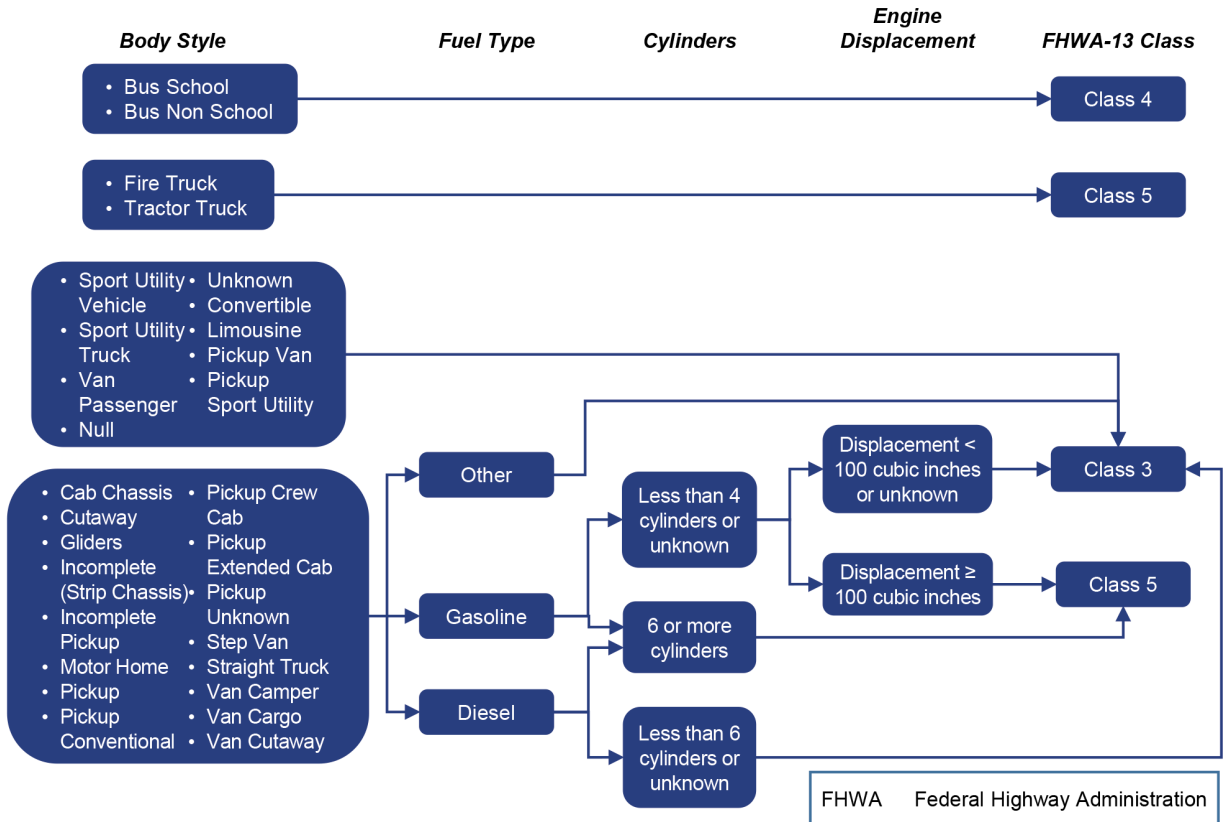 Body Style
Fuel Type
Cylinders
Engine
Displacement
FHWA-13 Class
• Bus School
• Bus Non School
Class 4
• Fire Truck
• Tractor Truck
Class 5
• Sport Utility
Vehicle
• Sport Utility
Truck
• Van
Passenger
• Null
• Unknown
• Convertible
• Limousine
• Pickup Van
• Pickup
Sport Utility
• Cab Chassis
• Cutaway
• Gliders
• Incomplete
(Strip Chassis)
• Incomplete
Pickup
• Motor Home
• Pickup
• Pickup
Conventional
• Pickup Crew
Cab
• Pickup
Extended Cab
• Pickup
Unknown
• Step Van
• Straight Truck
• Van Camper
• Van Cargo
• Van Cutaway
Other
Gasoline
Diesel
Less than 4
cylinders or
unknown
6 or more
cylinders
Less than 6
cylinders or
unknown
Displacement <
100 cubic inches
or unknown
Displacement ≥
100 cubic inches
Class 3
Class 5
FHWA Federal Highway Administration